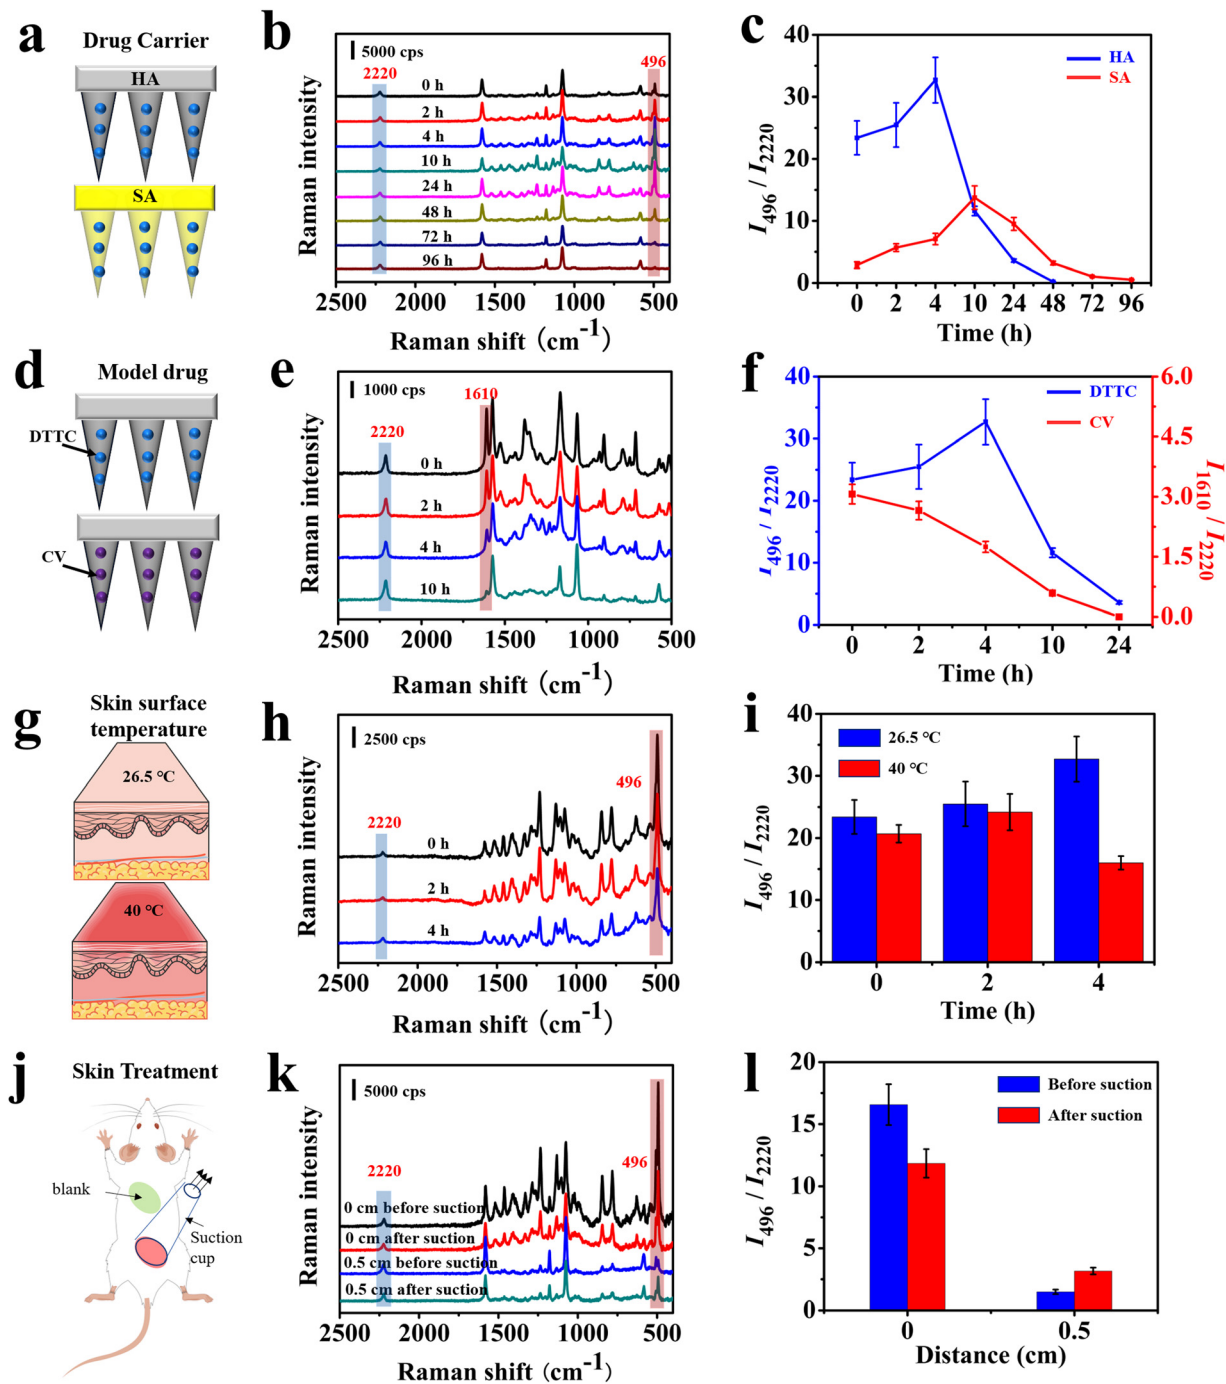 a
Drug Carrier
HA
SA
b
5000 cps
2220
496
0 h
2 h
4 h
10 h
24 h
48 h
72 h
96 h
Raman intensity
2500 2000 1500 1000 500
Raman shift (cm-1)
c
HA
SA
40
30
20
10
0
I496 / I2220
0 2 4 10 24 48 72 96
Time (h)
d
Model drug
DTTC
CV
e
1000 cps
1610
2220
0 h
2 h
4 h
10 h
Raman intensity
2500 2000 1500 1000 500
Raman shift (cm-1)
f
DTTC
CV
40
30
20
10
0
I496 / I2220
6.0
4.5
3.0
1.5
0.0
I1610 / I2220
0 2 4 10 24
Time (h)
g
Skin surface
temperature
26.5 °C
40 °C
h
2500 cps
496
2220
0 h
2 h
4 h
Raman intensity
2500 2000 1500 1000 500
Raman shift (cm-1)
i
26.5 °C
40 °C
40
30
20
10
0
I496 / I2220
0 2 4
Time (h)
j
Skin Treatment
blank
Suction
cup
k
5000 cps
2220
496
0 cm before suction
0 cm after suction
0.5 cm before suction
0.5 cm after suction
Raman intensity
2500 2000 1500 1000 500
Raman shift (cm-1)
l
Before suction
After suction
20
15
10
5
0
I496 / I2220
0 0.5
Distance (cm)